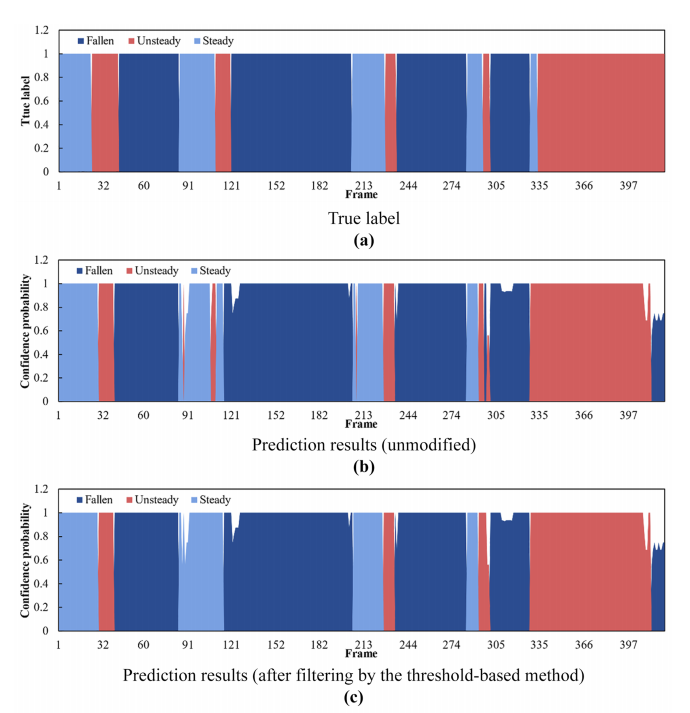 1.2
Fallen Unsteady Steady
1
0.8
0.6
0.4
0.2
0
Ttue label
1 32 60 91 121 152 182 213 244 274 305 335 366 397
Frame
True label
(a)
1.2
Fallen Unsteady Steady
1
0.8
0.6
0.4
0.2
0
Confidence probability
1 32 60 91 121 152 182 213 244 274 305 335 366 397
Frame
Prediction results (unmodified)
(b)
1.2
Fallen Unsteady Steady
1
0.8
0.6
0.4
0.2
0
Confidence probability
1 32 60 91 121 152 182 213 244 274 305 335 366 397
Frame
Prediction results (after filtering by the threshold-based method)
(c)